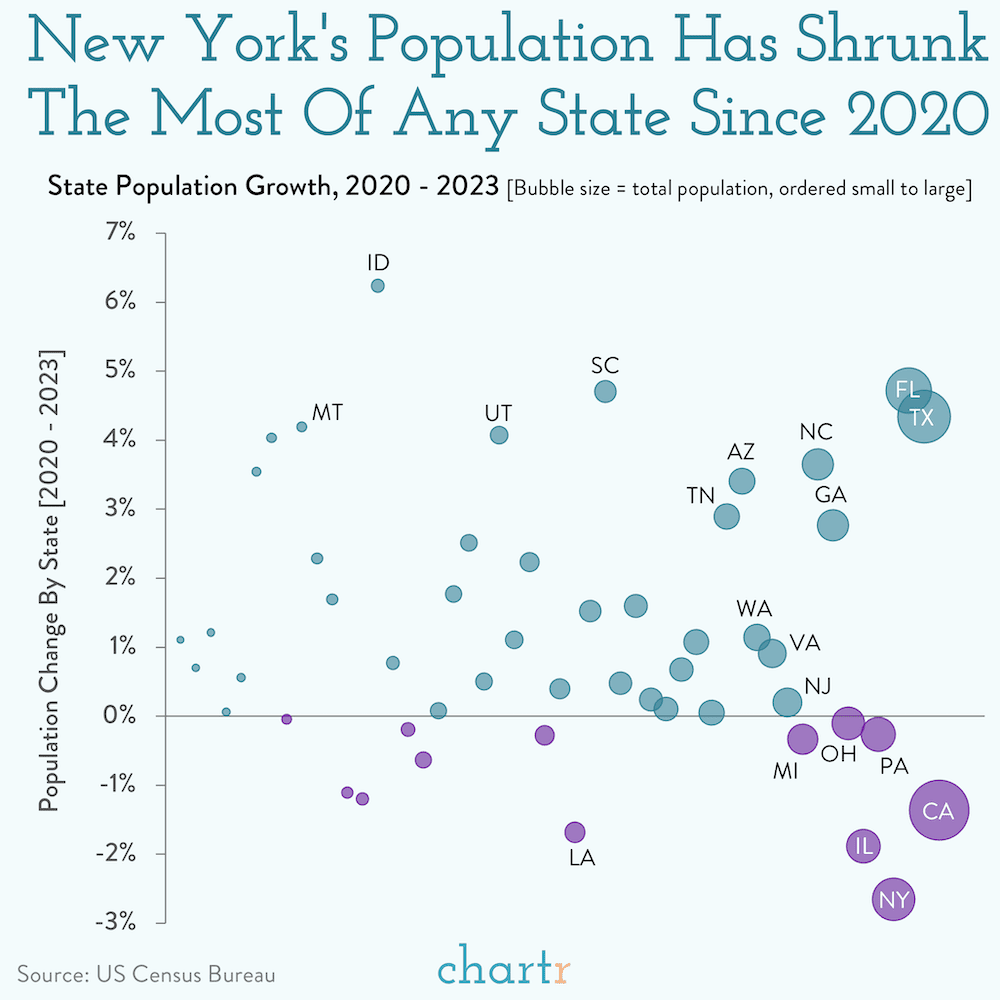 New York's Population Has Shrunk
The Most Of Any State Since 2020
State Population Growth, 2020 - 2023 [Bubble size = total population, ordered small to large]
Population Change By State [2020 - 2023]
7%
6%
5%
4%
3%
2%
1%
0%
-1%
-2%
-3%
ID
MT
UT
SC
FL
TX
NC
AZ
TN
GA
WA
VA
NJ
MI
OH
PA
CA
LA
IL
NY
Source: US Census Bureau
chartr